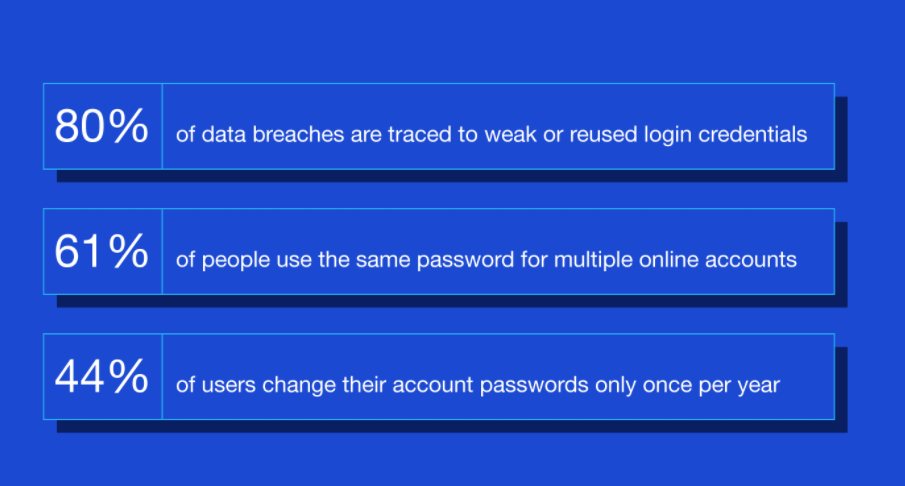 80% of data breaches are traced to weak or reused login credentials
61% of people use the same password for multiple online accounts
44% of users change their account passwords only once per year